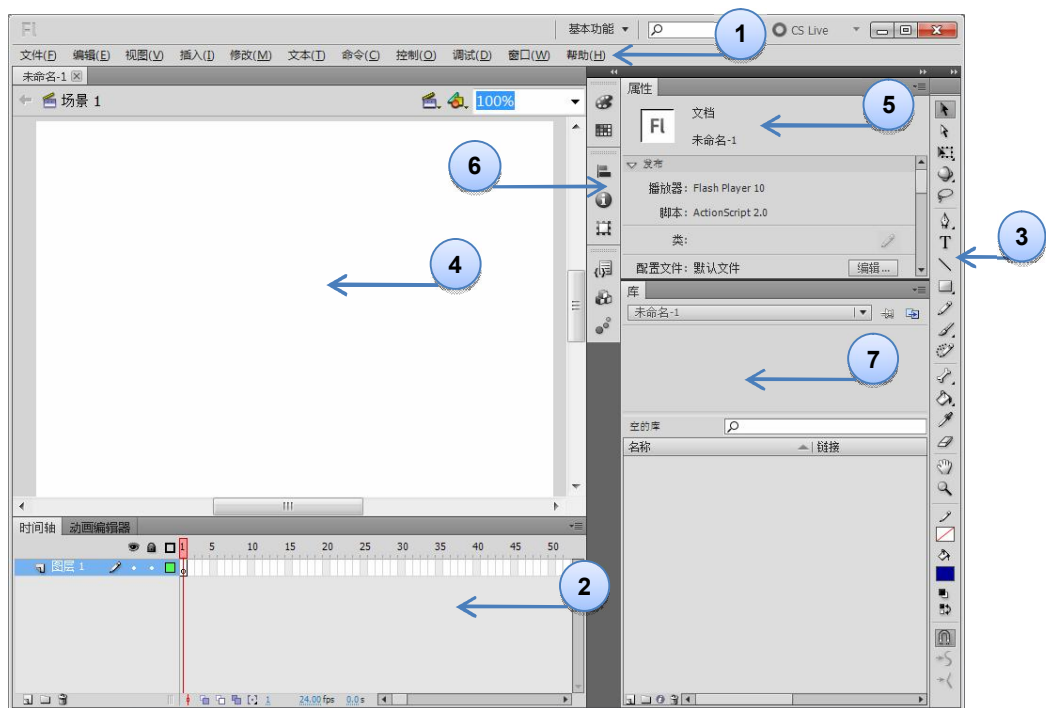 Fl 基本功能 1 CS Live
文件(F) 编辑(E) 视图(V) 插入(I) 修改(M) 文本(T) 命令(C) 控制(O) 调试(D) 窗口(W) 帮助(H)
未命名-1
场景 1 100%
属性
5
Fl 文档
未命名-1
6
发布
播放器: Flash Player 10
脚本: ActionScript 2.0
类:
配置文件: 默认文件 编辑...
T
3
4
库
未命名-1
7
空的库
名称 链接
时间轴 动画编辑器
1 5 10 15 20 25 30 35 40 45 50
图层 1
2
1 24.00 fps 0.0 s